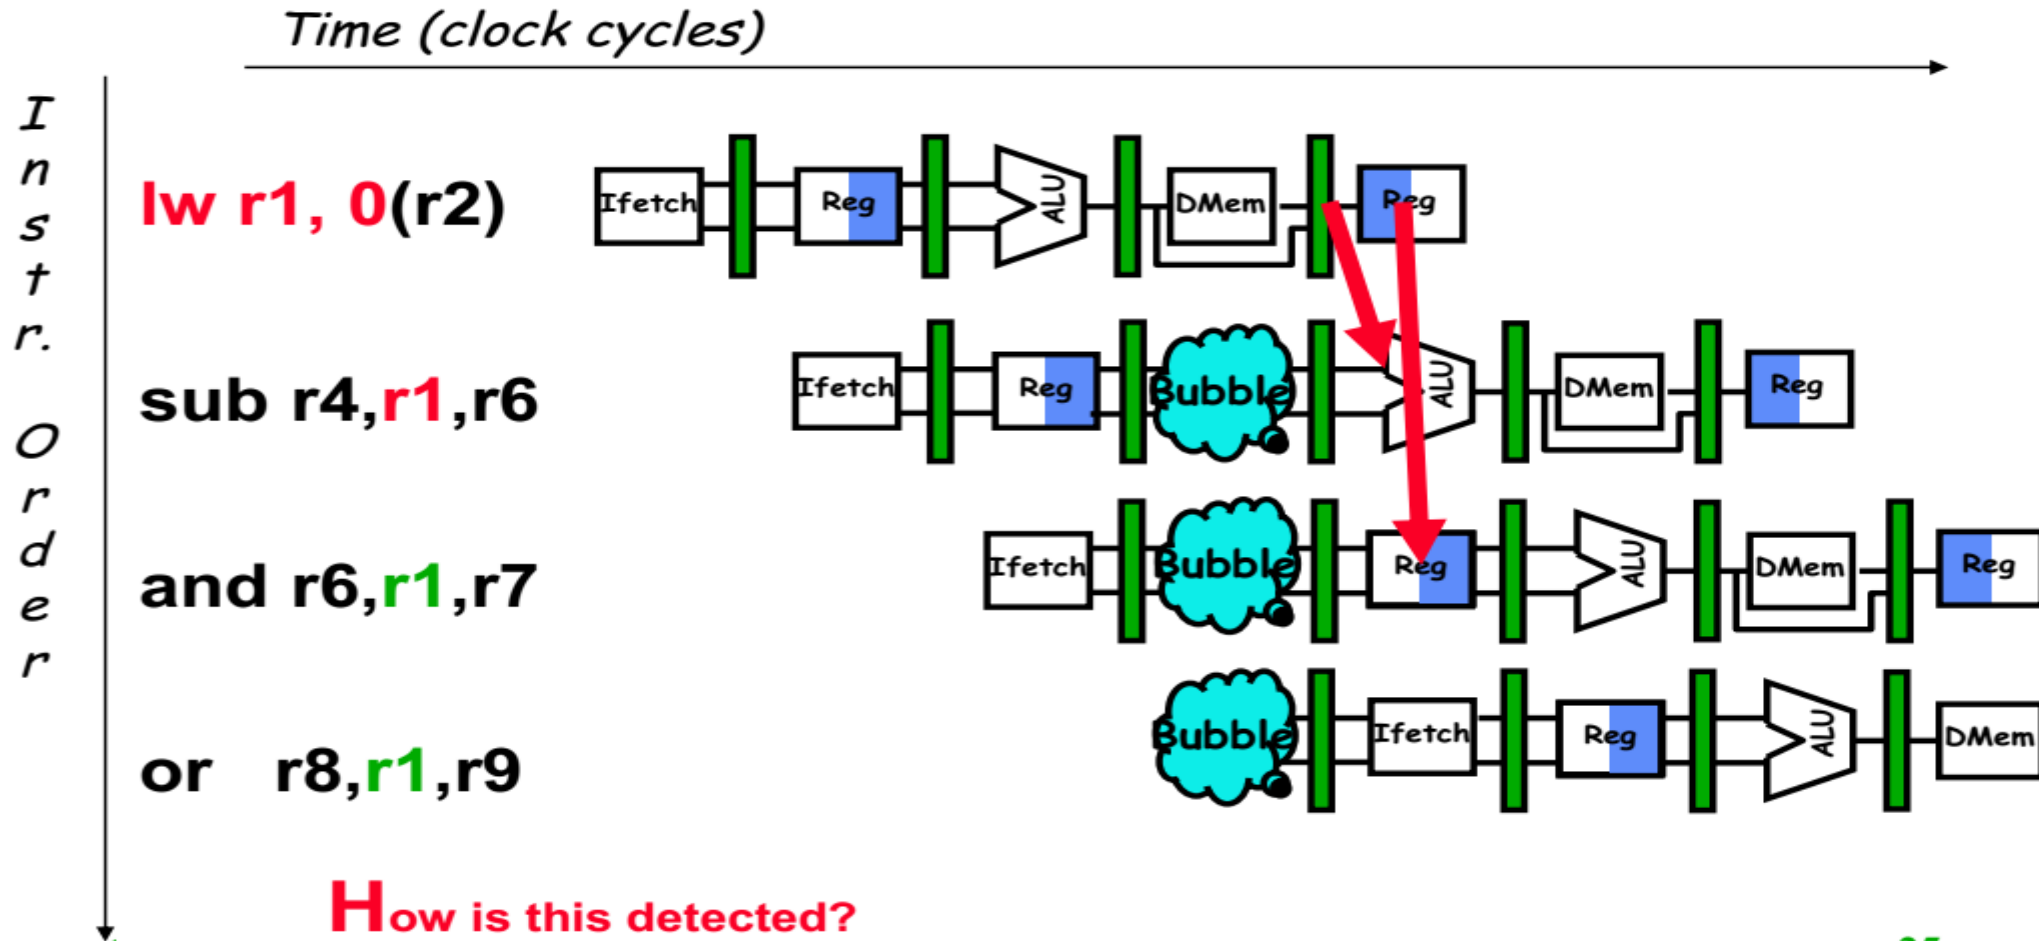 Time (clock cycles)
Instr. Order
lw r1, 0(r2)
Ifetch Reg ALU DMem Reg
sub r4,r1,r6
Ifetch Reg Bubble ALU DMem Reg
and r6,r1,r7
Ifetch Bubble Reg ALU DMem Reg
or r8,r1,r9
Bubble Ifetch Reg ALU DMem
How is this detected?